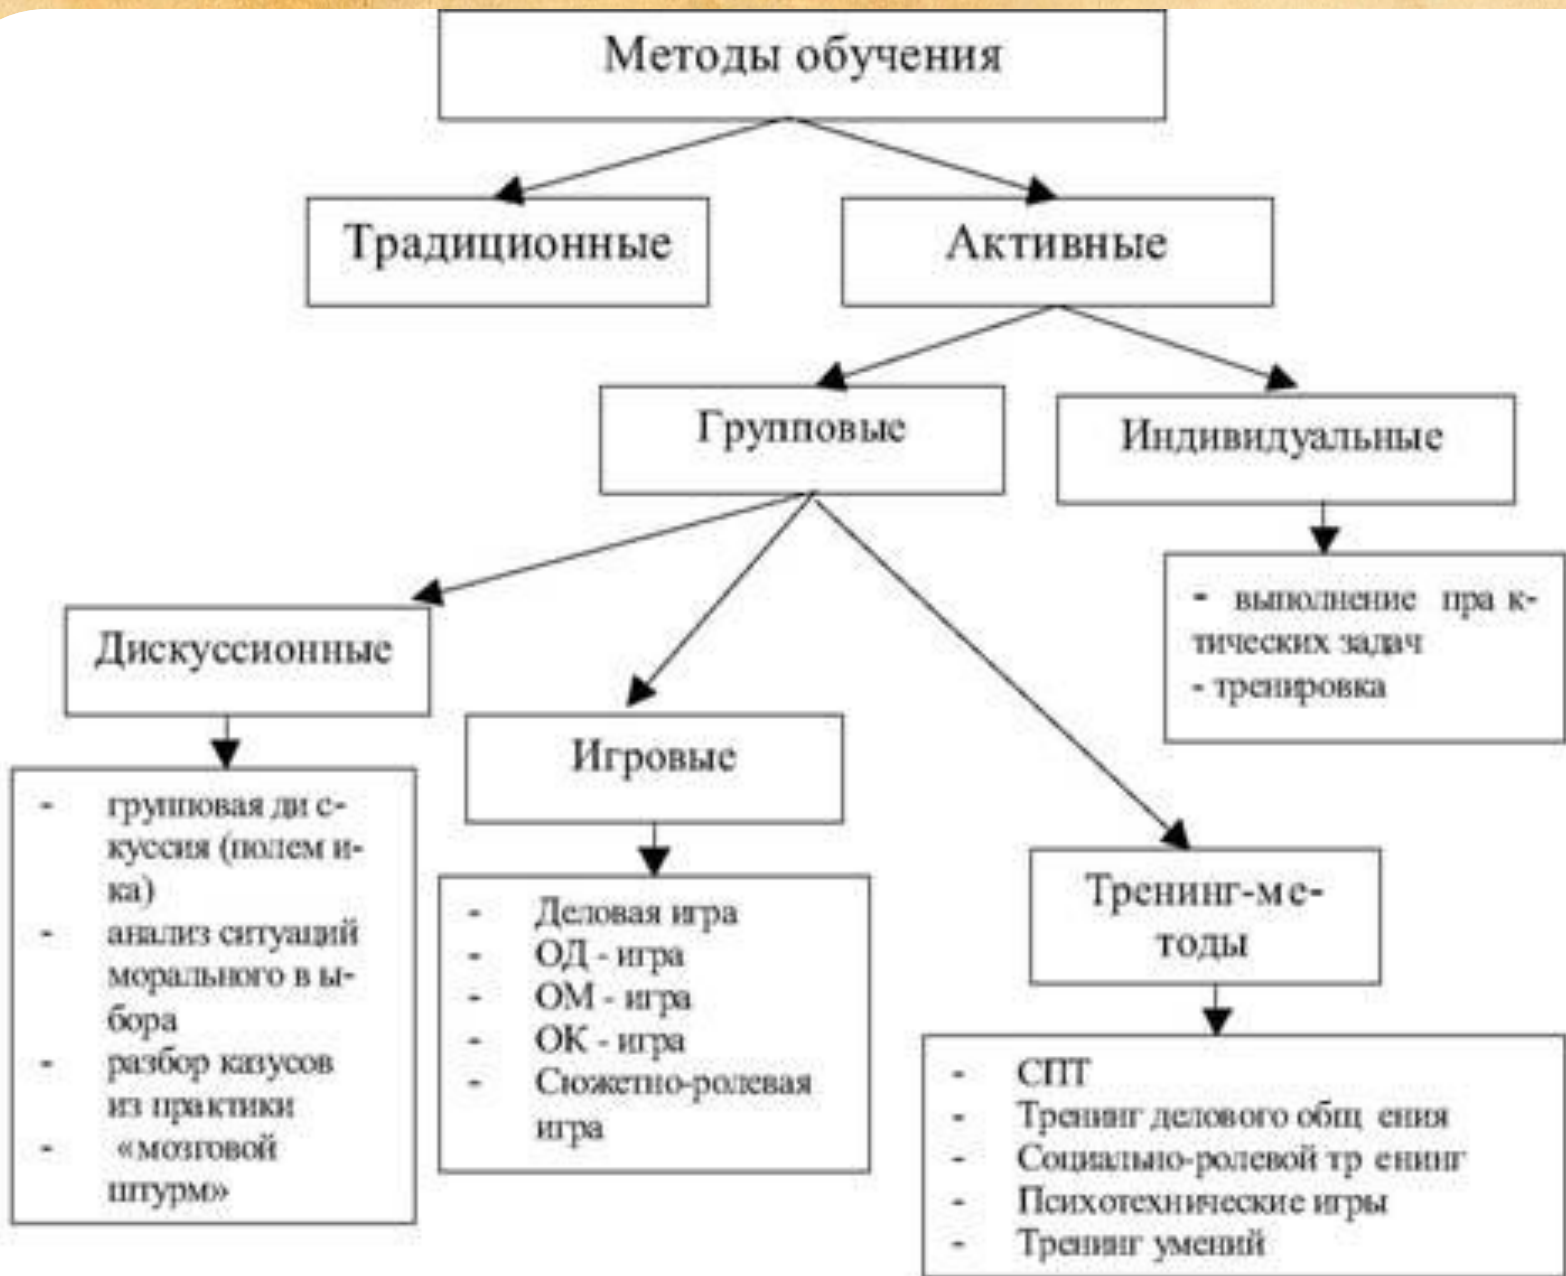 Методы обучения
Традиционные
Активные
Групповые
Индивидуальные
- выполнение пра к-
тических задач
- тренировка
Дискуссионные
- групповая ди с-
куссия (полем и-
ка)
- анализ ситуаций
морального в ы-
бора
- разбор казусов
из практики
- «мозговой
штурм»
Игровые
- Деловая игра
- ОД - игра
- ОМ - игра
- ОК - игра
- Сюжетно-ролевая
игра
Тренинг-ме-
тоды
- СПТ
- Тренинг делового общ ения
- Социально-ролевой тр енинг
- Психотехнические игры
- Тренинг умений